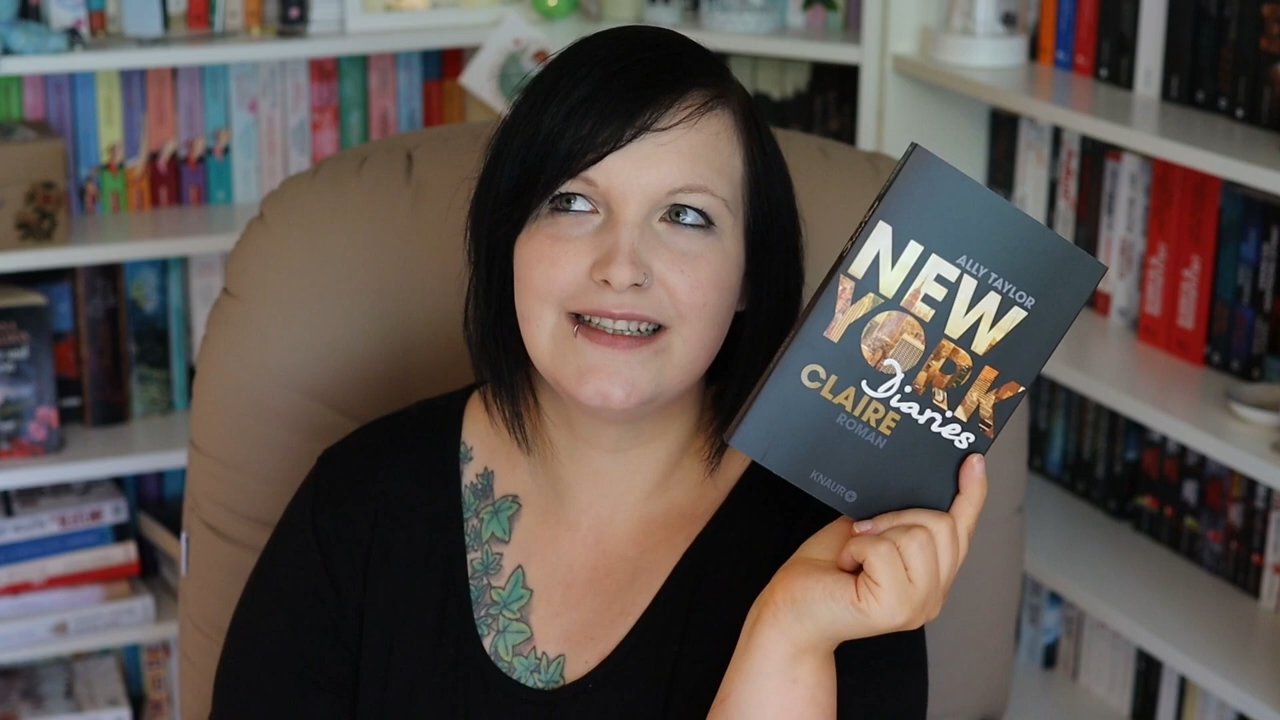 ALLY TAYLOR
NEW
YORK
Diaries
CLAIRE
ROMAN
KNAUR